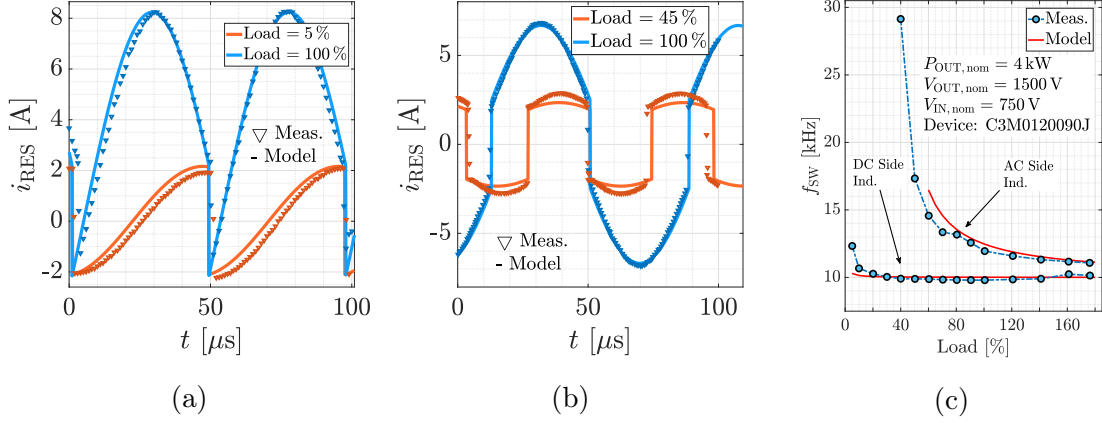 8
6
4
2
0
-2
i_RES [A]
Load = 5 %
Load = 100 %
▽ Meas.
- Model
0
50
100
t [μs]
(a)
5
0
-5
i_RES [A]
Load = 45 %
Load = 100 %
▽ Meas.
- Model
0
50
100
t [μs]
(b)
30
25
20
15
10
f_SW [kHz]
Meas.
Model
P_OUT,nom = 4 kW
V_OUT,nom = 1500 V
V_IN,nom = 750 V
Device: C3M0120090J
DC Side
Ind.
AC Side
Ind.
0
40
80
120
160
Load [%]
(c)